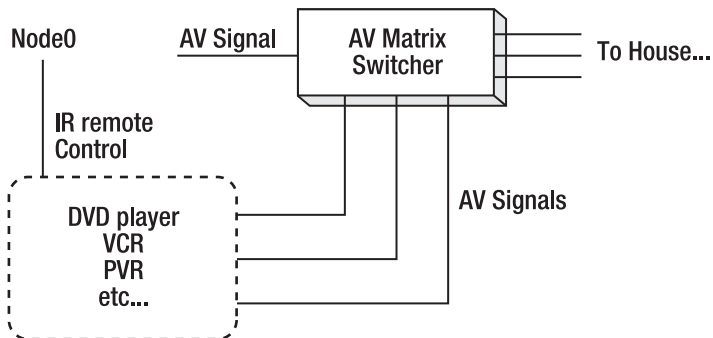 Node0
AV Signal
AV Matrix
Switcher
To House...
IR remote
Control
AV Signals
DVD player
VCR
PVR
etc...